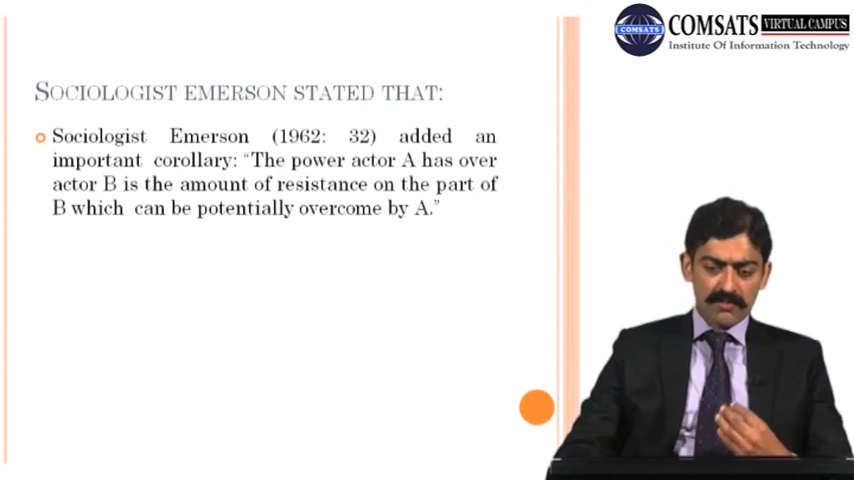 COMSATS VIRTUAL CAMPUS
COMSATS
Institute Of Information Technology
SOCIOLOGIST EMERSON STATED THAT:
Sociologist Emerson (1962: 32) added an
important corollary: “The power actor A has over
actor B is the amount of resistance on the part of
B which can be potentially overcome by A.”